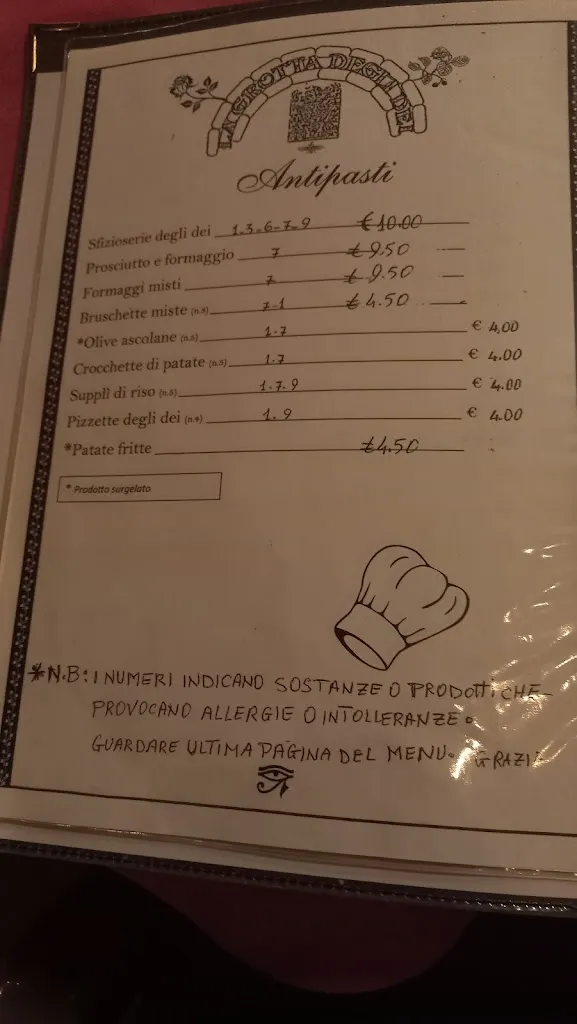 LA GROTTA DEGLI DEI
Antipasti
Sfizioserie degli dei 1-3-6-7-9 € 10.00
Prosciutto e formaggio 7 € 9.50
Formaggi misti 7 € 9.50
Bruschette miste (n.3) 7-1 € 4.50
*Olive ascolane (n.5) 1.7 € 4,00
Crocchette di patate (n.5) 1.7 € 4.00
Supplì di riso (n.5) 1.7.9 € 4.00
Pizzette degli dei (n.4) 1.9 € 4.00
*Patate fritte € 4.50
* Prodotto surgelato
*N.B: I NUMERI INDICANO SOSTANZE O PRODOTTI CHE
PROVOCANO ALLERGIE O INTOLLERANZE.
GUARDARE ULTIMA PAGINA DEL MENU. GRAZIE